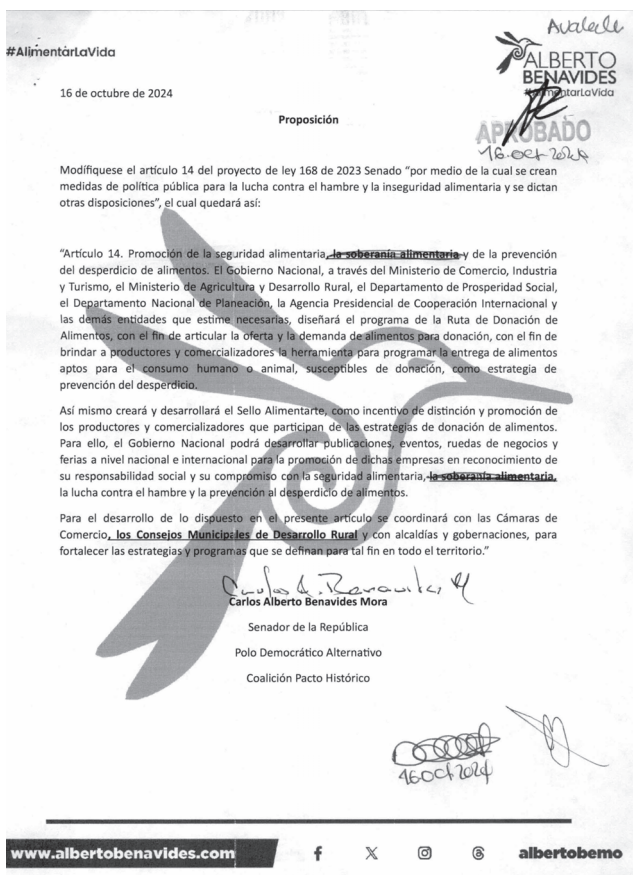 Avalada
#AlimentarLaVida
ALBERTO
BENAVIDES
#AlimentarLaVida
16 de octubre de 2024
Proposición
APROBADO
16-oct-2024
Modifíquese el artículo 14 del proyecto de ley 168 de 2023 Senado “por medio de la cual se crean
medidas de política pública para la lucha contra el hambre y la inseguridad alimentaria y se dictan
otras disposiciones”, el cual quedará así:
“Artículo 14. Promoción de la seguridad alimentaria, la soberanía alimentaria y de la prevención
del desperdicio de alimentos. El Gobierno Nacional, a través del Ministerio de Comercio, Industria
y Turismo, el Ministerio de Agricultura y Desarrollo Rural, el Departamento de Prosperidad Social,
el Departamento Nacional de Planeación, la Agencia Presidencial de Cooperación Internacional y
las demás entidades que estime necesarias, diseñará el programa de la Ruta de Donación de
Alimentos, con el fin de articular la oferta y la demanda de alimentos para donación, con el fin de
brindar a productores y comercializadores la herramienta para programar la entrega de alimentos
aptos para el consumo humano o animal, susceptibles de donación, como estrategia de
prevención del desperdicio.
Así mismo creará y desarrollará el Sello Alimentarte, como incentivo de distinción y promoción de
los productores y comercializadores que participan de las estrategias de donación de alimentos.
Para ello, el Gobierno Nacional podrá desarrollar publicaciones, eventos, ruedas de negocios y
ferias a nivel nacional e internacional para la promoción de dichas empresas en reconocimiento de
su responsabilidad social y su compromiso con la seguridad alimentaria, la soberanía alimentaria,
la lucha contra el hambre y la prevención al desperdicio de alimentos.
Para el desarrollo de lo dispuesto en el presente artículo se coordinará con las Cámaras de
Comercio, los Consejos Municipales de Desarrollo Rural y con alcaldías y gobernaciones, para
fortalecer las estrategias y programas que se definan para tal fin en todo el territorio.”
Carlos A. Benavides M
Carlos Alberto Benavides Mora
Senador de la República
Polo Democrático Alternativo
Coalición Pacto Histórico
16 Oct 2024
www.albertobenavides.com
albertobemo